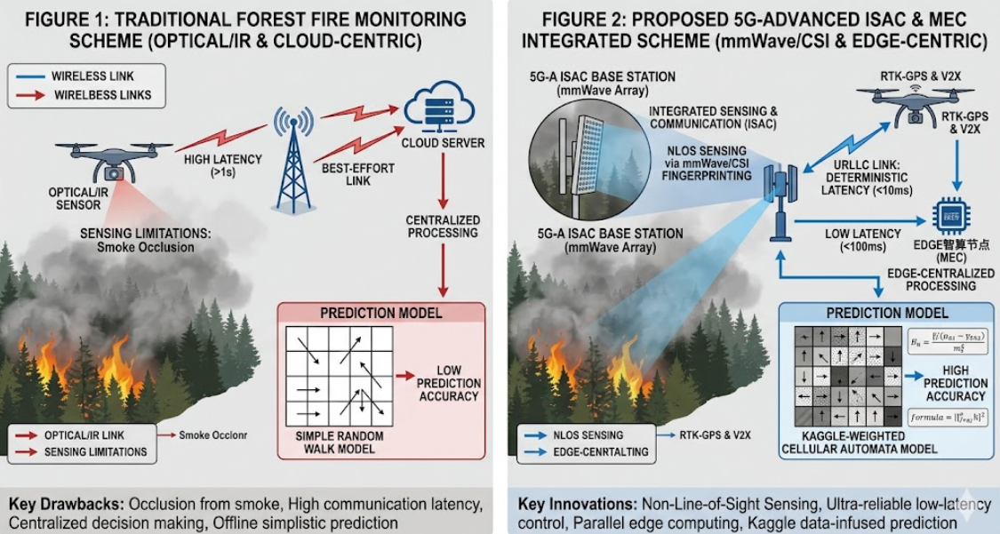 FIGURE 1: TRADITIONAL FOREST FIRE MONITORING
SCHEME (OPTICAL/IR & CLOUD-CENTRIC)
WIRELESS LINK
WIRELBESS LINKS
OPTICAL/IR
SENSOR
HIGH LATENCY
(>1s)
BEST-EFFORT
LINK
CLOUD SERVER
SENSING LIMITATIONS:
Smoke Occlusion
CENTRALIZED
PROCESSING
PREDICTION MODEL
LOW
PREDICTION
ACCURACY
SIMPLE RANDOM
WALK MODEL
OPTICAL/IR LINK
Smoke Occlonr
SENSING LIMITATIONS
Key Drawbacks: Occlusion from smoke, High communication latency,
Centralized decision making, Offline simplistic prediction
FIGURE 2: PROPOSED 5G-ADVANCED ISAC & MEC
INTEGRATED SCHEME (mmWave/CSI & EDGE-CENTRIC)
5G-A ISAC BASE STATION
(mmWave Array)
INTEGRATED SENSING &
COMMUNICATION (ISAC)
NLOS SENSING
via mmWave/CSI
FINGERPRINTING
5G-A ISAC BASE STATION
(mmWave Array)
RTK-GPS & V2X
RTK-GPS
& V2X
URLLC LINK:
DETERMINISTIC
LATENCY (<10ms)
LOW LATENCY
(<100ms)
EDGE智算节点
(MEC)
EDGE-CENTRALIZED
PROCESSING
PREDICTION MODEL
HIGH
PREDICTION
ACCURACY
KAGGLE-WEIGHTED
CELLULAR AUTOMATA MODEL
NLOS SENSING
RTK-GPS & V2X
EDGE-CENRTALTING
Key Innovations: Non-Line-of-Sight Sensing, Ultra-reliable low-latency
control, Parallel edge computing, Kaggle data-infused prediction